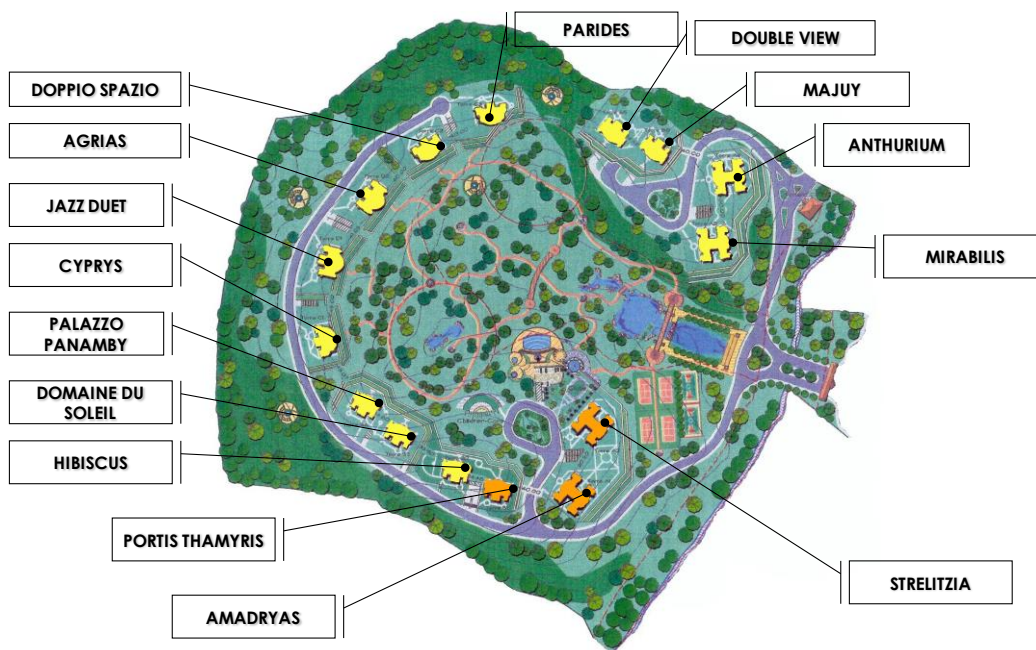 PARIDES
DOUBLE VIEW
DOPPIO SPAZIO
MAJUY
AGRIAS
ANTHURIUM
JAZZ DUET
CYPRYS
MIRABILIS
PALAZZO
PANAMBY
DOMAINE DU
SOLEIL
HIBISCUS
PORTIS THAMYRIS
STRELITZIA
AMADRYAS